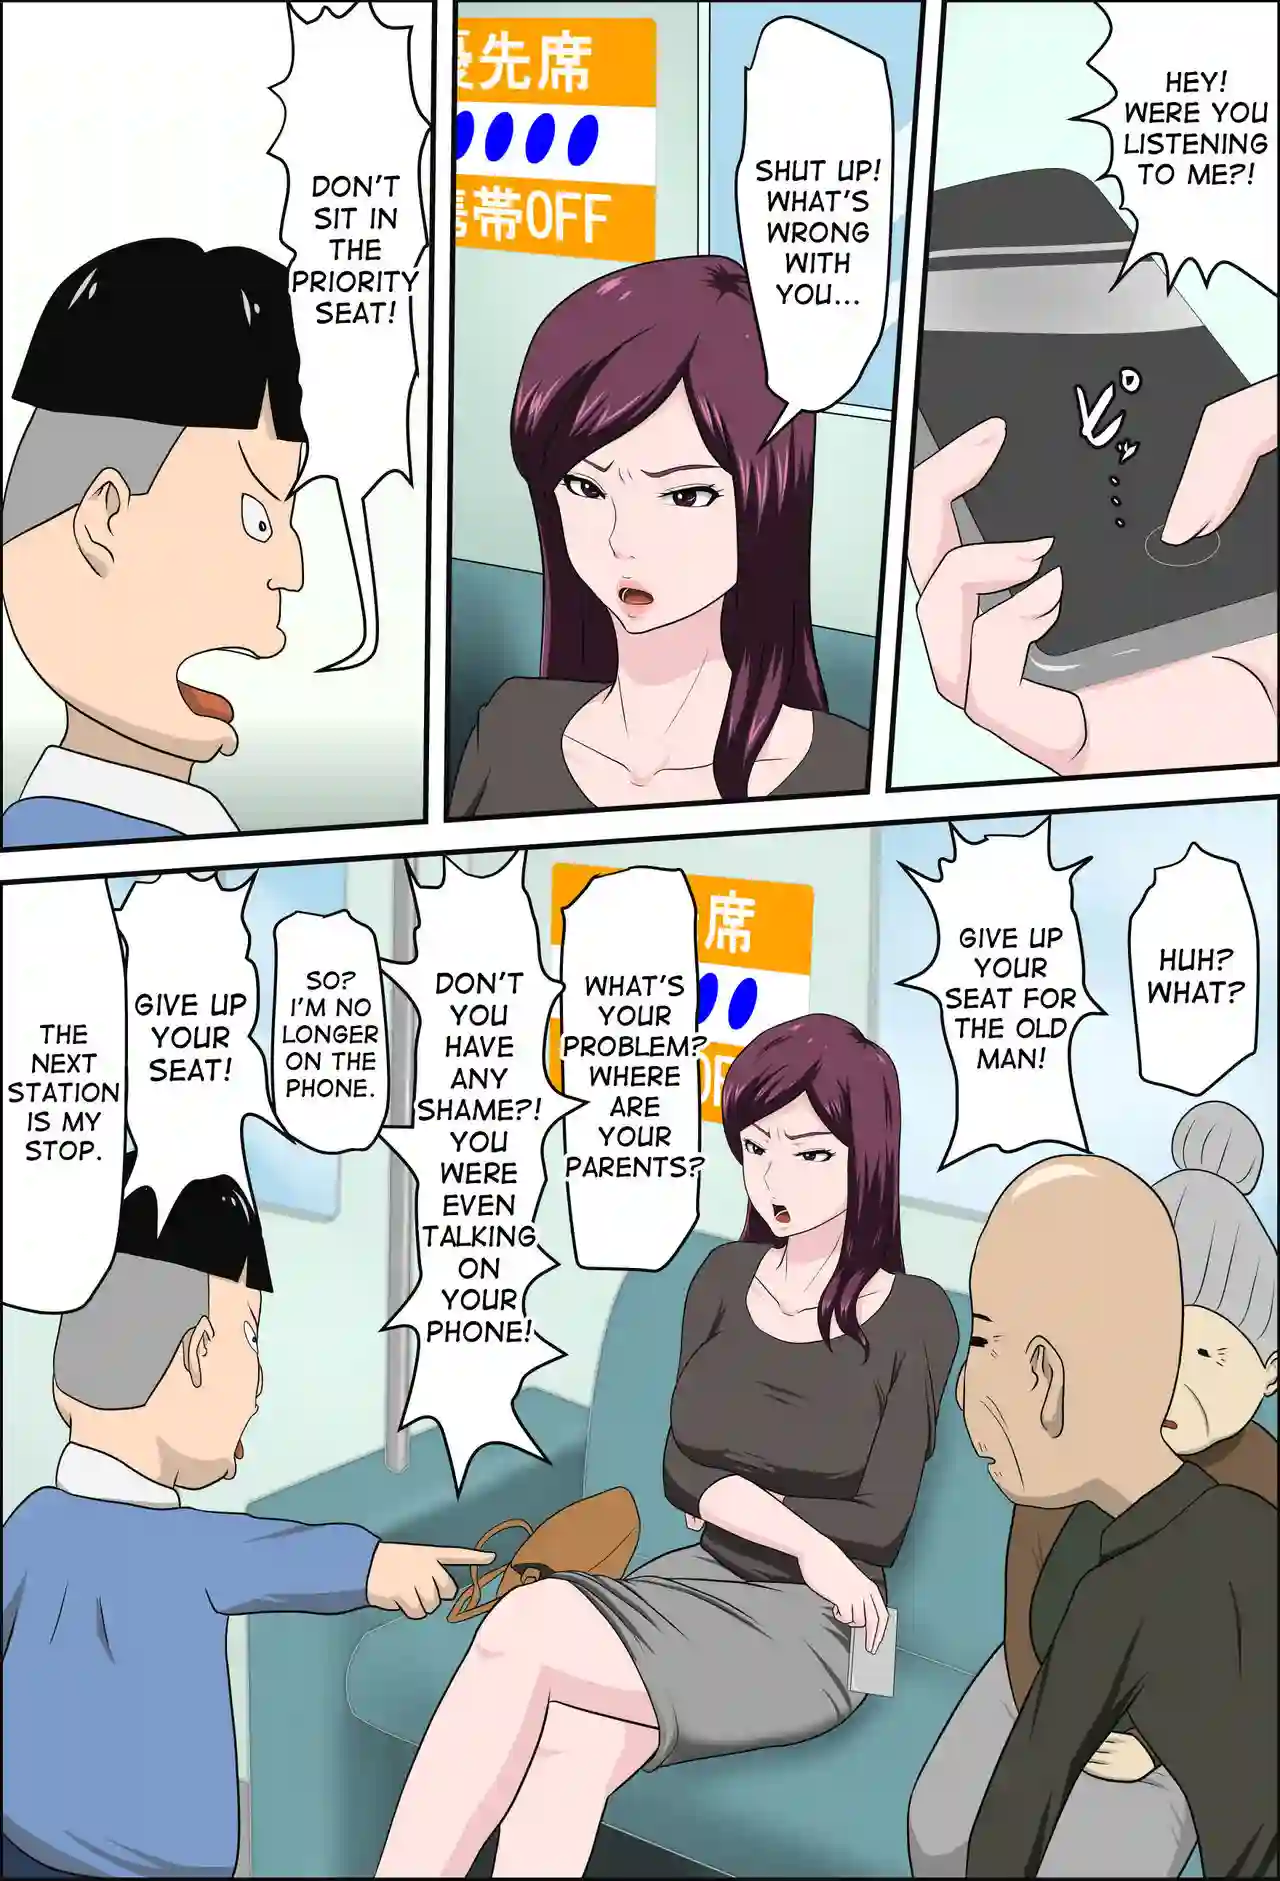 HEY!
WERE YOU
LISTENING
TO ME?!
ピッ
SHUT UP!
WHAT'S
WRONG
WITH
YOU...
優先席
携帯OFF
DON'T
SIT IN
THE
PRIORITY
SEAT!
HUH?
WHAT?
GIVE UP
YOUR
SEAT FOR
THE OLD
MAN!
席
WHAT'S
YOUR
PROBLEM?
WHERE
ARE
YOUR
PARENTS?
DON'T
YOU
HAVE
ANY
SHAME?!
YOU
WERE
EVEN
TALKING
ON
YOUR
PHONE!
SO?
I'M NO
LONGER
ON THE
PHONE.
GIVE UP
YOUR
SEAT!
THE
NEXT
STATION
IS MY
STOP.